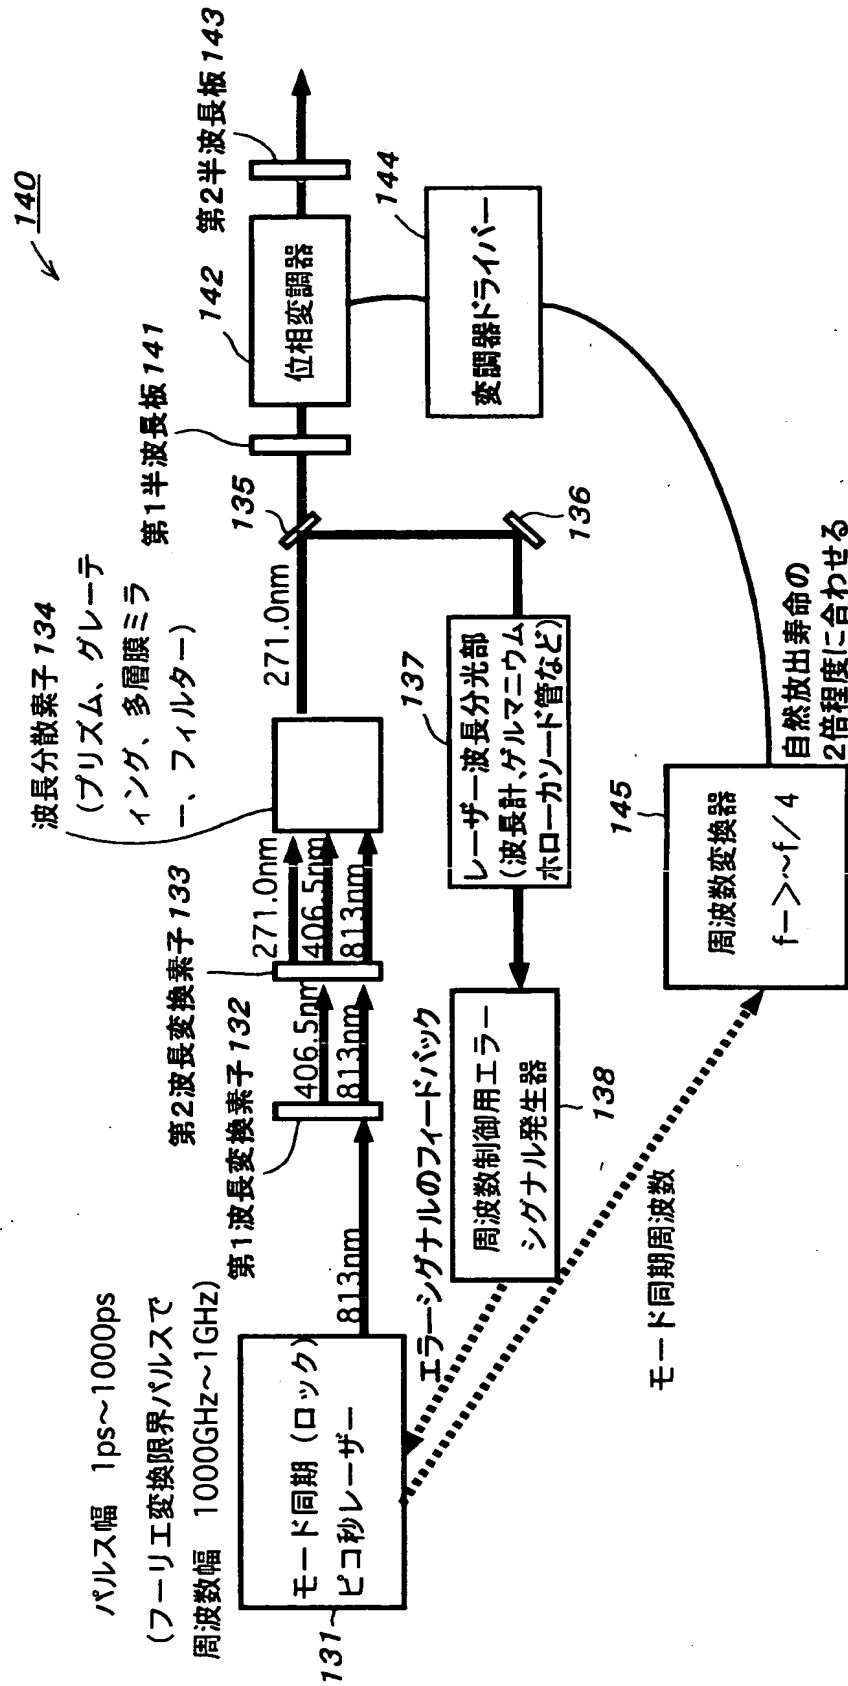 140
パルス幅 1ps~1000ps
(フーリエ変換限界パルスで
周波数幅 1000GHz~1GHz)
モード同期(ロック)
ピコ秒レーザー
131
813nm
第1波長変換素子132
406.5nm
813nm
第2波長変換素子133
271.0nm
406.5nm
813nm
波長分散素子134
(プリズム、グレーテ
ィング、多層膜ミラ
ー、フィルター)
271.0nm
135
136
第1半波長板141
142
位相変調器
第2半波長板143
144
変調器ドライバー
137
レーザー波長分光部
(波長計、ゲルマニウム
ホローカソード管など)
138
周波数制御用エラー
シグナル発生器
エラーシグナルのフィードバック
モード同期周波数
145
周波数変換器
f->~f/4
自然放出寿命の
2倍程度に合わせる